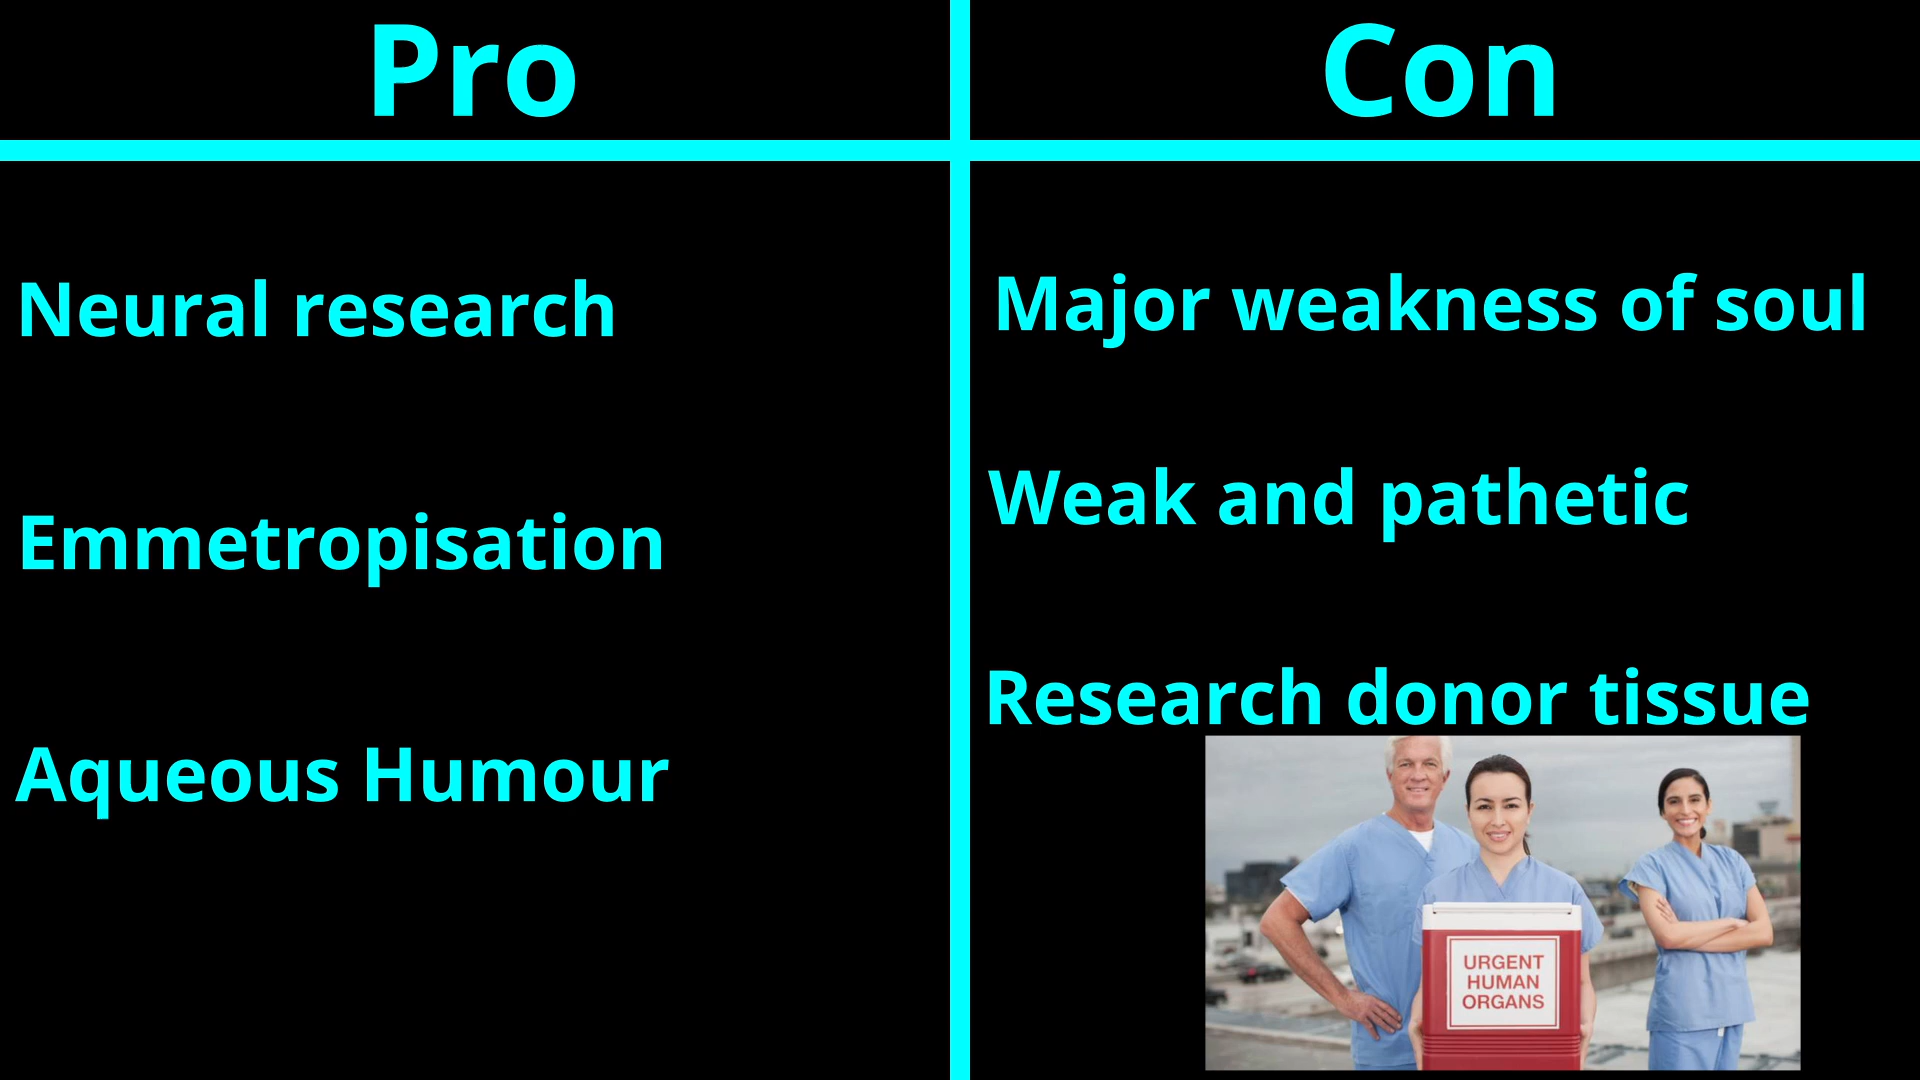 Pro
Con
Neural research
Emmetropisation
Aqueous Humour
Major weakness of soul
Weak and pathetic
Research donor tissue
URGENT
HUMAN
ORGANS